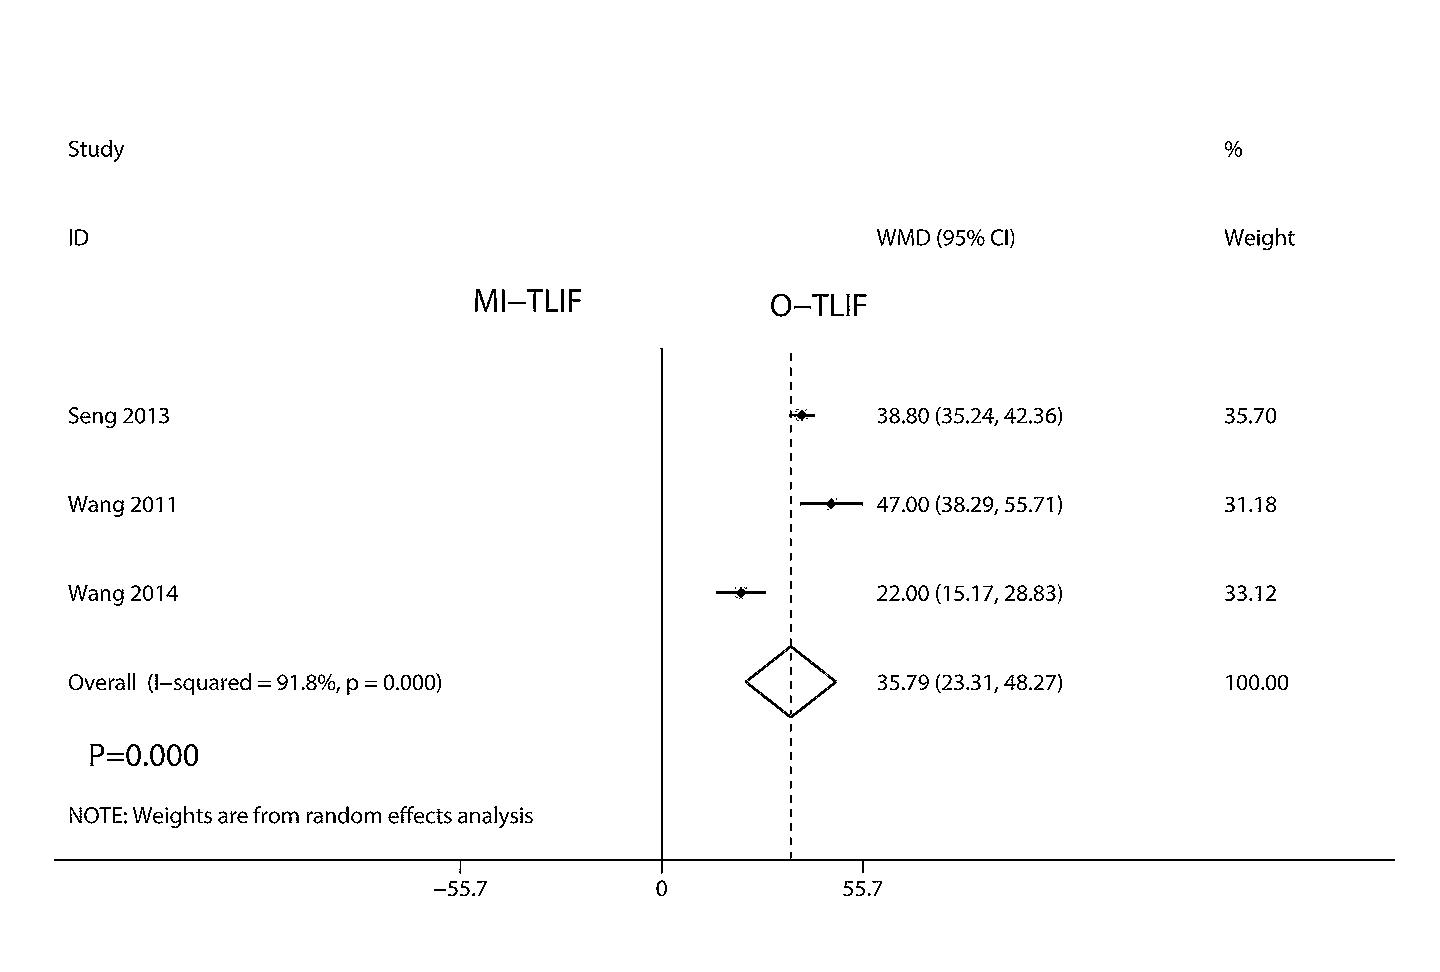 Study %
ID WMD (95% CI) Weight
MI−TLIF O−TLIF
Seng 2013 38.80 (35.24, 42.36) 35.70
Wang 2011 47.00 (38.29, 55.71) 31.18
Wang 2014 22.00 (15.17, 28.83) 33.12
Overall (I−squared = 91.8%, p = 0.000) 35.79 (23.31, 48.27) 100.00
P=0.000
NOTE: Weights are from random effects analysis
−55.7 0 55.7